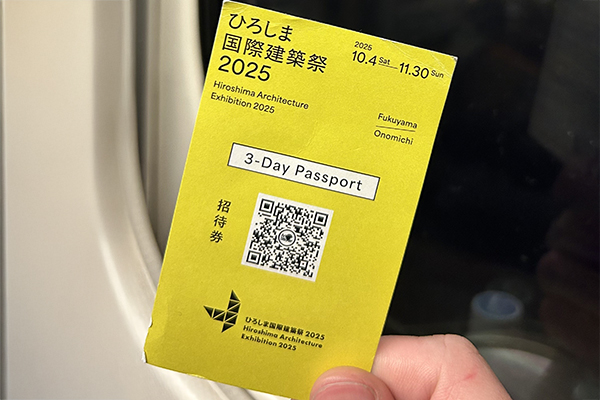 ひろしま
国際建築祭
2025
Hiroshima Architecture
Exhibition 2025
2025
10.4 Sat—11.30 Sun
Fukuyama
Onomichi
3-Day Passport
招待券
ひろしま国際建築祭 2025
Hiroshima Architecture
Exhibition 2025